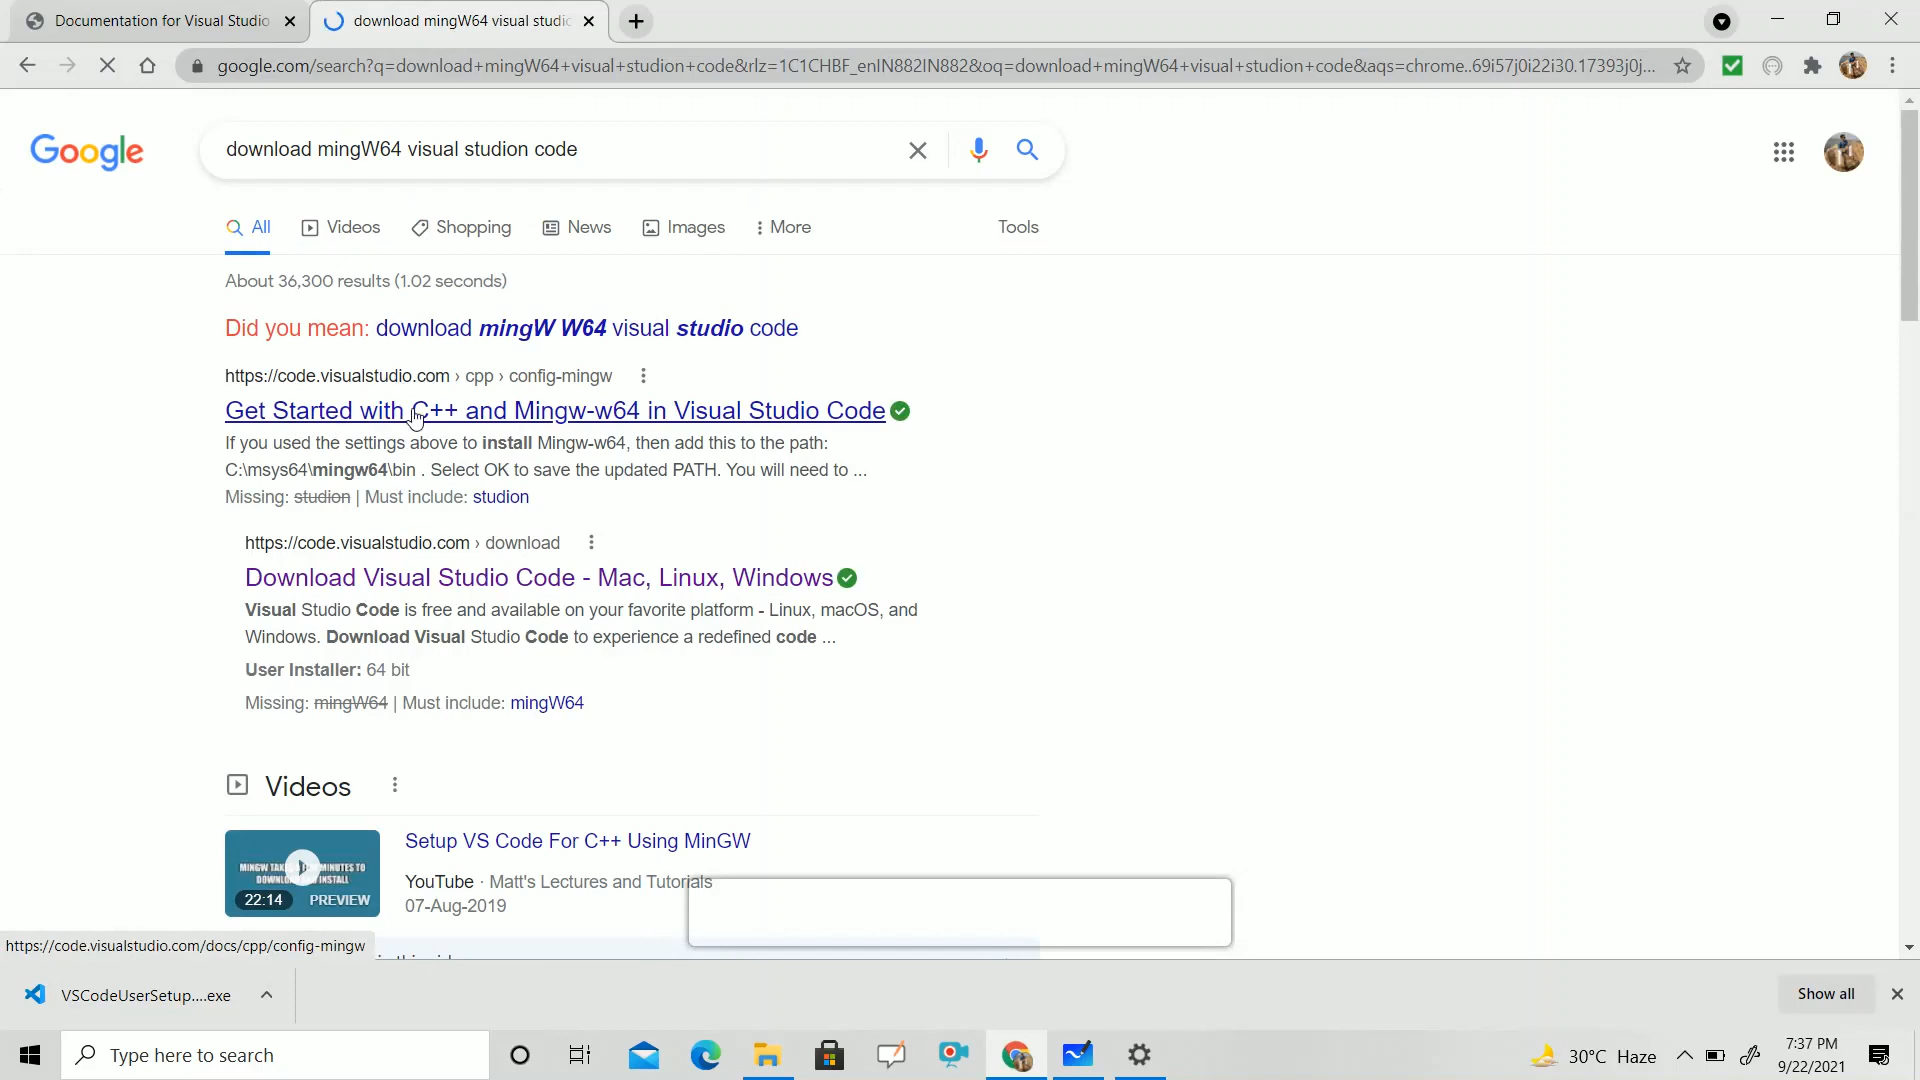 Documentation for Visual Studio
download mingW64 visual studio
google.com/search?q=download+mingW64+visual+studion+code&rlz=1C1CHBF_enIN882IN882&oq=download+mingW64+visual+studion+code&aqs=chrome..69i57j0i22i30.17393j0j...
Google
download mingW64 visual studion code
All
Videos
Shopping
News
Images
More
Tools
About 36,300 results (1.02 seconds)
Did you mean: download mingW W64 visual studio code
https://code.visualstudio.com › cpp › config-mingw
Get Started with C++ and Mingw-w64 in Visual Studio Code
If you used the settings above to install Mingw-w64, then add this to the path:
C:\msys64\mingw64\bin . Select OK to save the updated PATH. You will need to ...
Missing: studion | Must include: studion
https://code.visualstudio.com › download
Download Visual Studio Code - Mac, Linux, Windows
Visual Studio Code is free and available on your favorite platform - Linux, macOS, and
Windows. Download Visual Studio Code to experience a redefined code ...
User Installer: 64 bit
Missing: mingW64 | Must include: mingW64
Videos
MINGW MINUTES TO
INSTALL
22:14 PREVIEW
Setup VS Code For C++ Using MinGW
YouTube · Matt's Lectures and Tutorials
07-Aug-2019
https://code.visualstudio.com/docs/cpp/config-mingw
VSCodeUserSetup....exe
Show all
Type here to search
30°C Haze
7:37 PM
9/22/2021